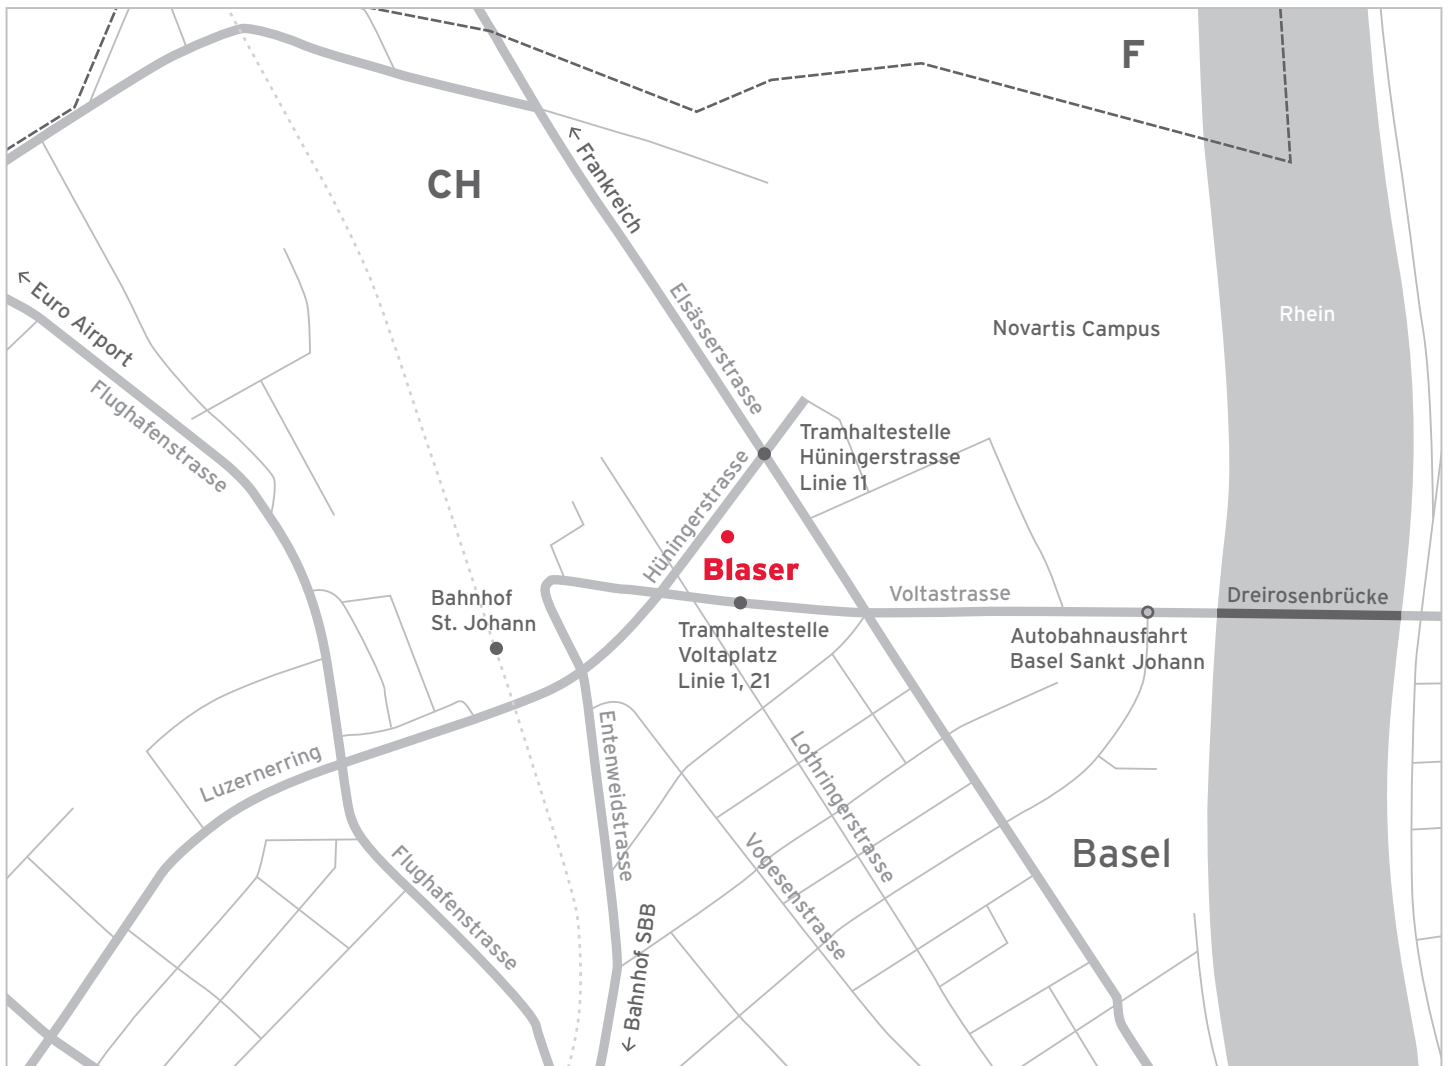 F
CH
← Frankreich
← Euro Airport
Flughafenstrasse
Elsässerstrasse
Novartis Campus
Rhein
Tramhaltestelle
Hüningerstrasse
Linie 11
Hüningerstrasse
Blaser
Bahnhof
St. Johann
Voltastrasse
Dreirosenbrücke
Tramhaltestelle
Voltaplatz
Linie 1, 21
Autobahnausfahrt
Basel Sankt Johann
Luzernerring
Entenweidstrasse
Lothringerstrasse
Vogesenstrasse
Basel
Flughafenstrasse
← Bahnhof SBB